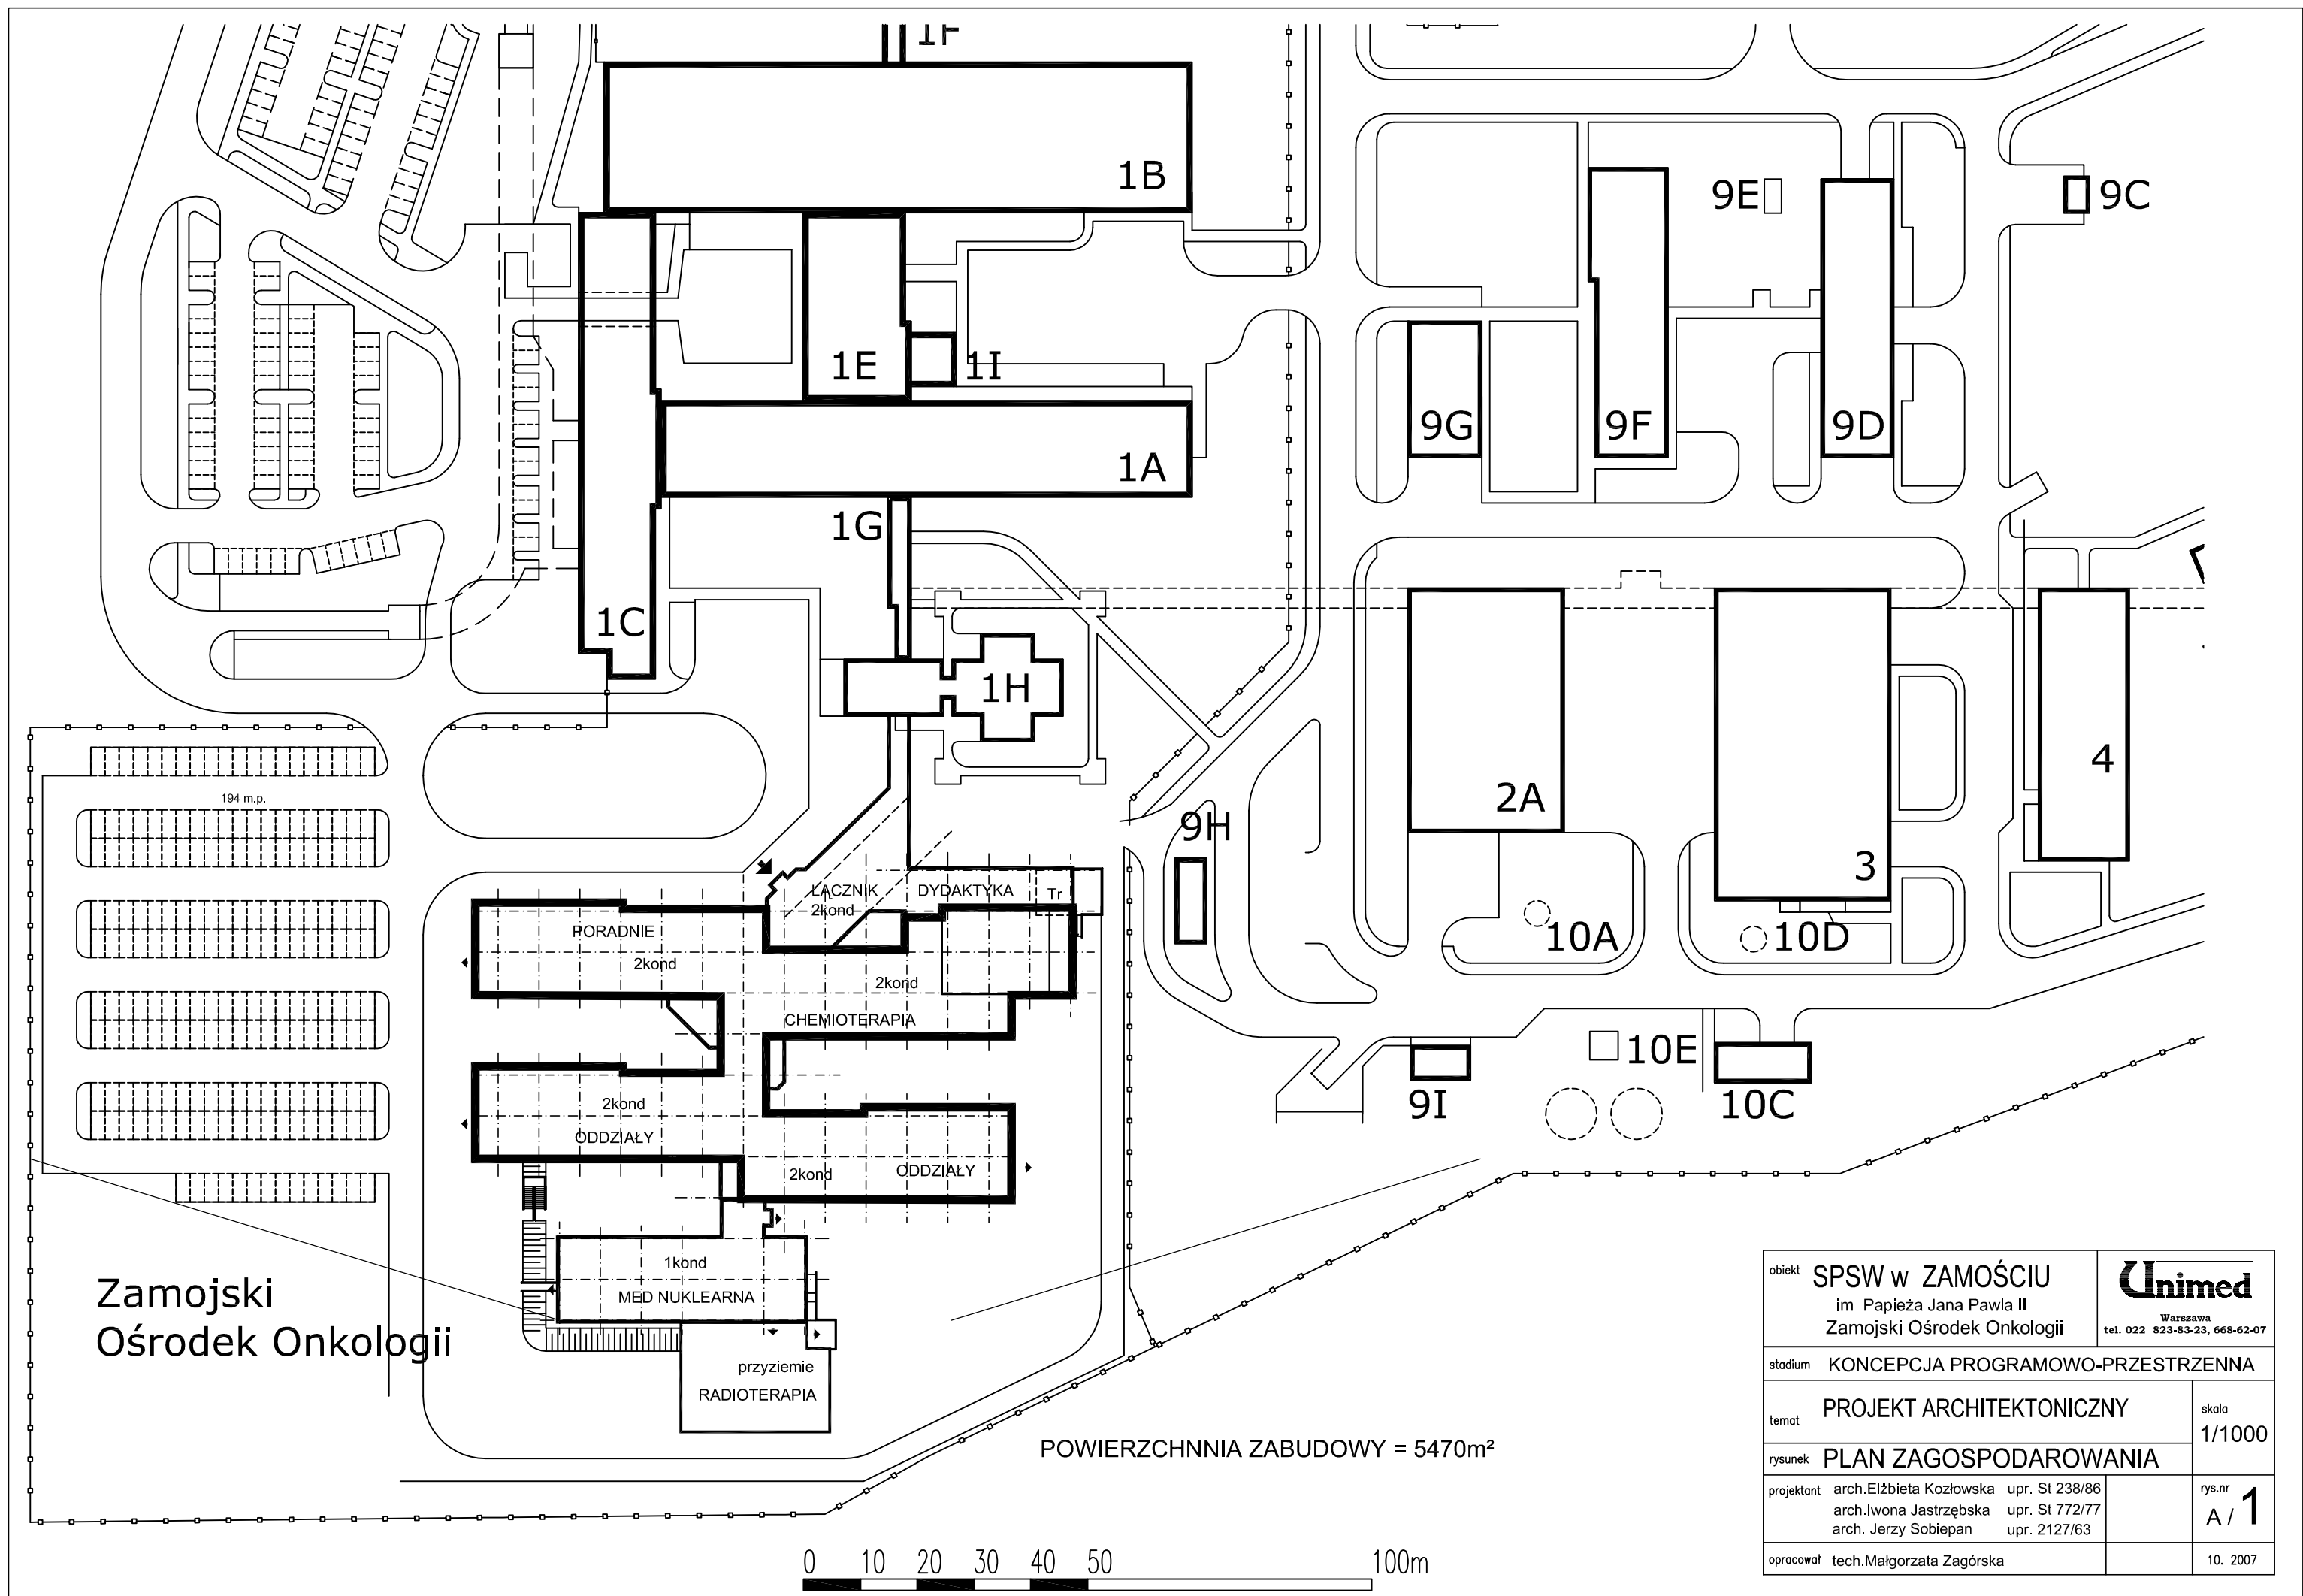 1F
1B
9E
9C
1E
1I
9G
9F
9D
1A
1G
1C
1H
194 m.p.
2A
4
9H
3
ŁĄCZNIK
2kond
DYDAKTYKA
Tr
PORADNIE
2kond
2kond
10A
10D
CHEMIOTERAPIA
10E
2kond
9I
10C
ODDZIAŁY
2kond
ODDZIAŁY
1kond
MED NUKLEARNA
Zamojski
Ośrodek Onkologii
przyziemie
RADIOTERAPIA
POWIERZCHNNIA ZABUDOWY = 5470m²
0 10 20 30 40 50 100m
obiekt SPSW w ZAMOŚCIU
im Papieża Jana Pawla II
Zamojski Ośrodek Onkologii
Unimed
Warszawa
tel. 022 823-83-23, 668-62-07
stadium KONCEPCJA PROGRAMOWO-PRZESTRZENNA
temat PROJEKT ARCHITEKTONICZNY
skala
1/1000
rysunek PLAN ZAGOSPODAROWANIA
projektant arch.Elżbieta Kozłowska upr. St 238/86
arch.Iwona Jastrzębska upr. St 772/77
arch. Jerzy Sobiepan upr. 2127/63
rys.nr
A / 1
opracował tech.Małgorzata Zagórska
10. 2007